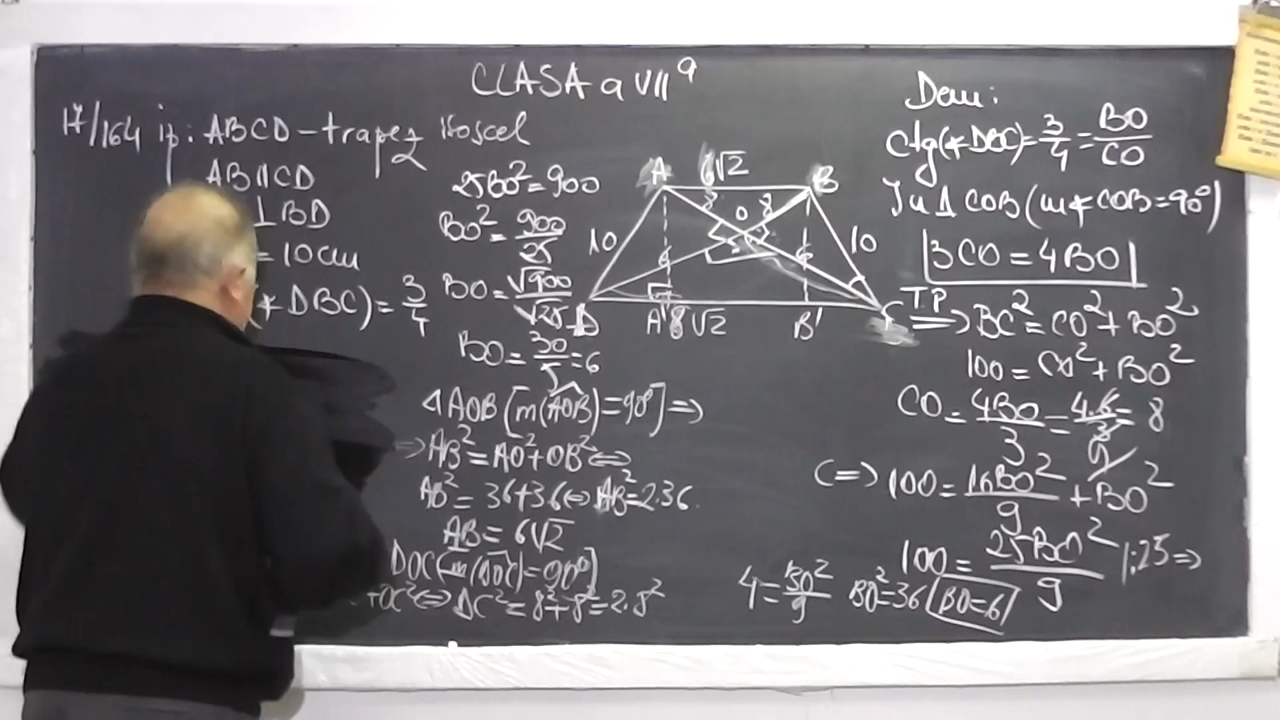 CLASA a VII a
17/164 ip: ABCD - trapez isoscel
AB || CD
⊥ BD
= 10cm
(∢ DBC) = 3/4
25BO² = 900
BO² = 900/25
BO = √900/√25
BO = 30/5 = 6
△AOB [m(AOB) = 90°] ⇒
⇒ AB² = AO² + OB² ⇔
AB² = 36+36 ⇔ AB² = 2·36
AB = 6√2
DOC [m(DOC) = 90°]
+OC² ⇔ DC² = 8² + 8² = 2·8²
A 6√2 B
8 O 8
10 6 6 10
D A' 8√2 B' C
Dem:
ctg(∢ DBC) = 3/4 = BO/CO
În Δ COB (m∢ COB = 90°)
3CO = 4BO
T.P. ⇒ BC² = CO² + BO²
100 = CO² + BO²
CO = 4BO/3 = 4·6/3 = 8
(⇔) 100 = 16BO²/9 + BO²
100 = 25BO²/9 |:25 ⇒
4 = BO²/9 BO² = 36 BO = 6